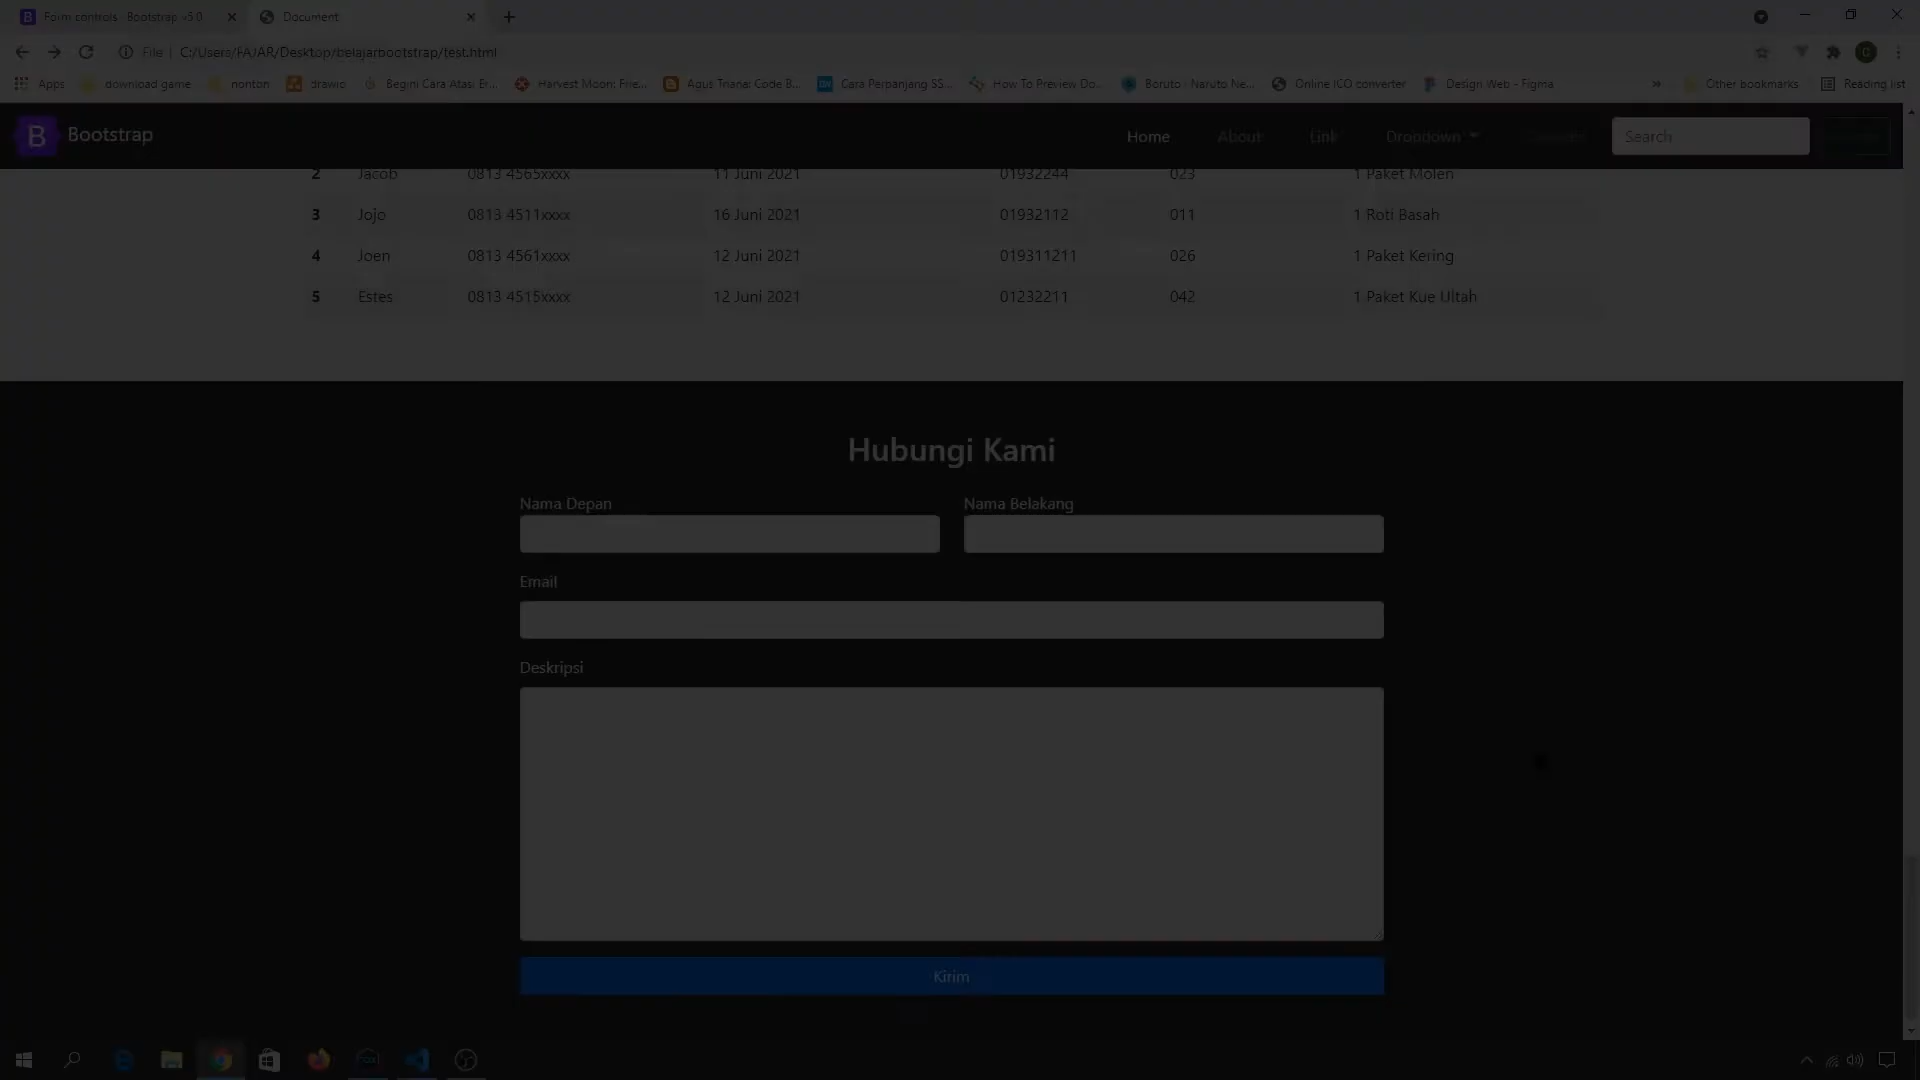 Form controls · Bootstrap v5.0
Document
File | C:/Users/FAJAR/Desktop/belajarbootstrap/test.html
Apps
download game
nonton
drawio
Begini Cara Atasi Er...
Harvest Moon: Frie...
Agus Triana: Code B...
Cara Perpanjang SS...
How To Preview Do...
Boruto : Naruto Ne...
Online ICO converter
Design Web - Figma
»
Other bookmarks
Reading list
B Bootstrap
Home
About
Link
Dropdown
Search
2 Jacob 0813 4565xxxx 11 Juni 2021 01932244 023 1 Paket Molen
3 Jojo 0813 4511xxxx 16 Juni 2021 01932112 011 1 Roti Basah
4 Joen 0813 4561xxxx 12 Juni 2021 019311211 026 1 Paket Kering
5 Estes 0813 4515xxxx 12 Juni 2021 01232211 042 1 Paket Kue Ultah
Hubungi Kami
Nama Depan
Nama Belakang
Email
Deskripsi
Kirim